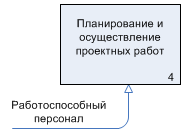 Планирование и
осуществление
проектных работ
4
Работоспособный
персонал